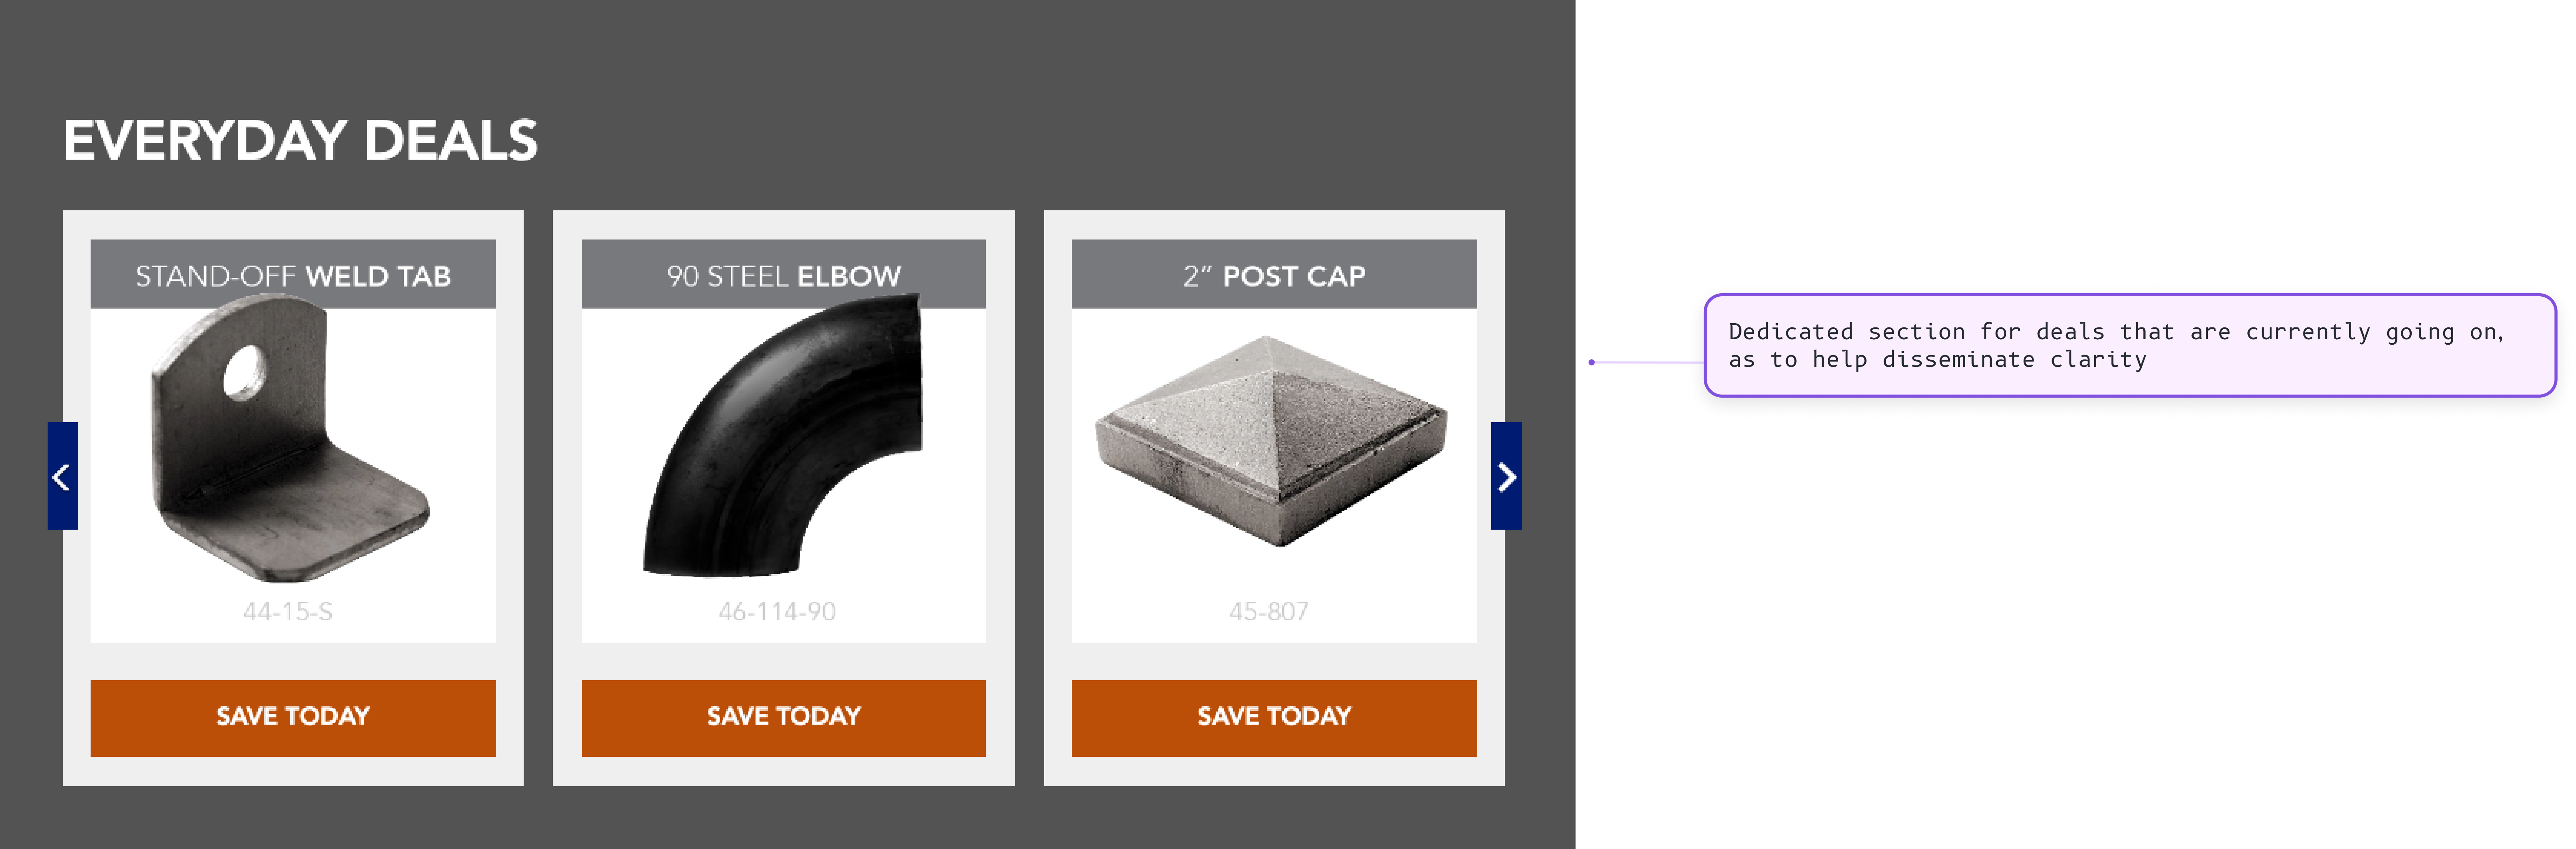 EVERYDAY DEALS
STAND-OFF WELD TAB
44-15-S
SAVE TODAY
90 STEEL ELBOW
46-114-90
SAVE TODAY
2” POST CAP
45-807
SAVE TODAY
Dedicated section for deals that are currently going on,
as to help disseminate clarity